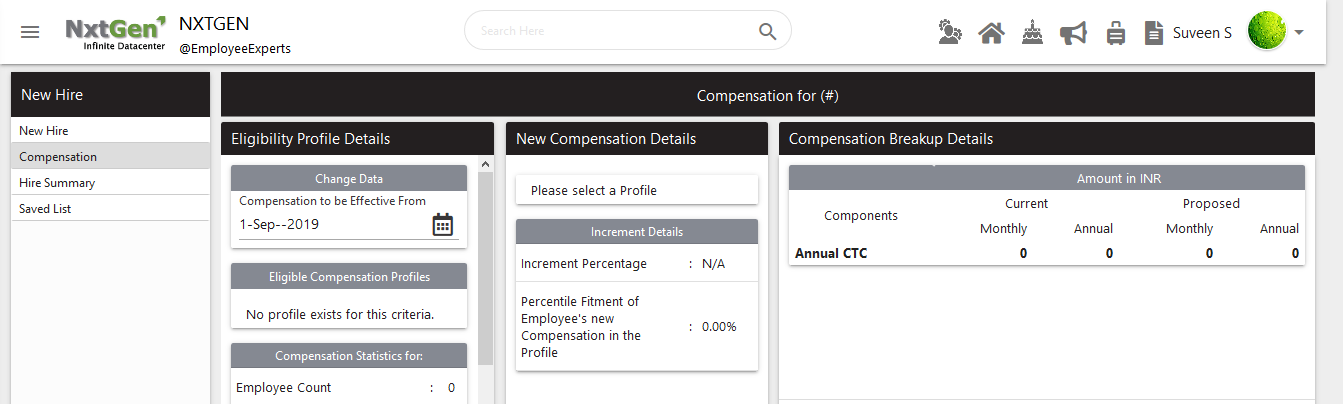 NxtGen
Infinite Datacenter
NXTGEN
@EmployeeExperts
Search Here
Suveen S
New Hire
New Hire
Compensation
Hire Summary
Saved List
Compensation for (#)
Eligibility Profile Details
Change Data
Compensation to be Effective From
1-Sep--2019
Eligible Compensation Profiles
No profile exists for this criteria.
Compensation Statistics for:
Employee Count : 0
New Compensation Details
Please select a Profile
Increment Details
Increment Percentage : N/A
Percentile Fitment of
Employee's new
Compensation in the
Profile
: 0.00%
Compensation Breakup Details
Amount in INR
Components
Current Proposed
Monthly Annual Monthly Annual
Annual CTC 0 0 0 0